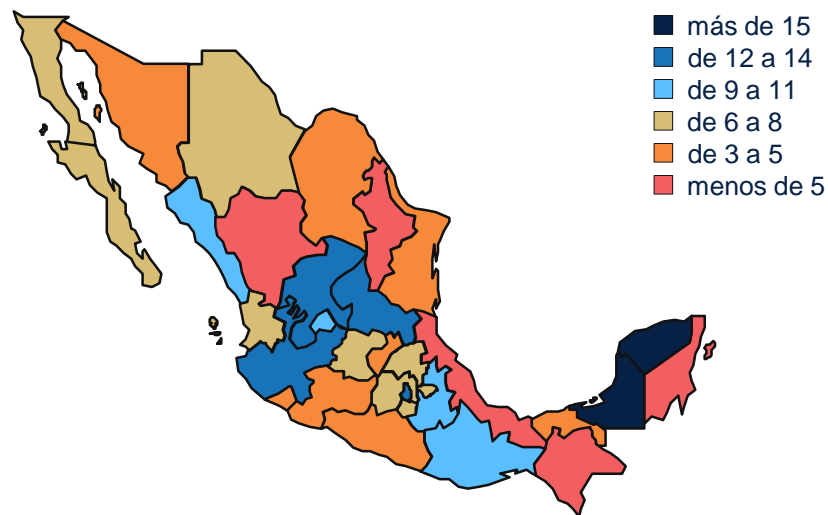 más de 15
de 12 a 14
de 9 a 11
de 6 a 8
de 3 a 5
menos de 5